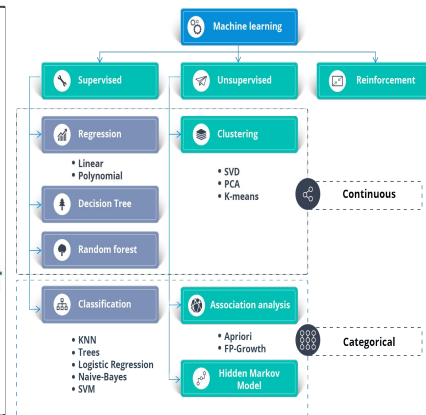 Machine learning
Supervised
Unsupervised
Reinforcement
Regression
• Linear
• Polynomial
Decision Tree
Random forest
Clustering
• SVD
• PCA
• K-means
Continuous
Classification
• KNN
• Trees
• Logistic Regression
• Naive-Bayes
• SVM
Association analysis
• Apriori
• FP-Growth
Hidden Markov
Model
Categorical